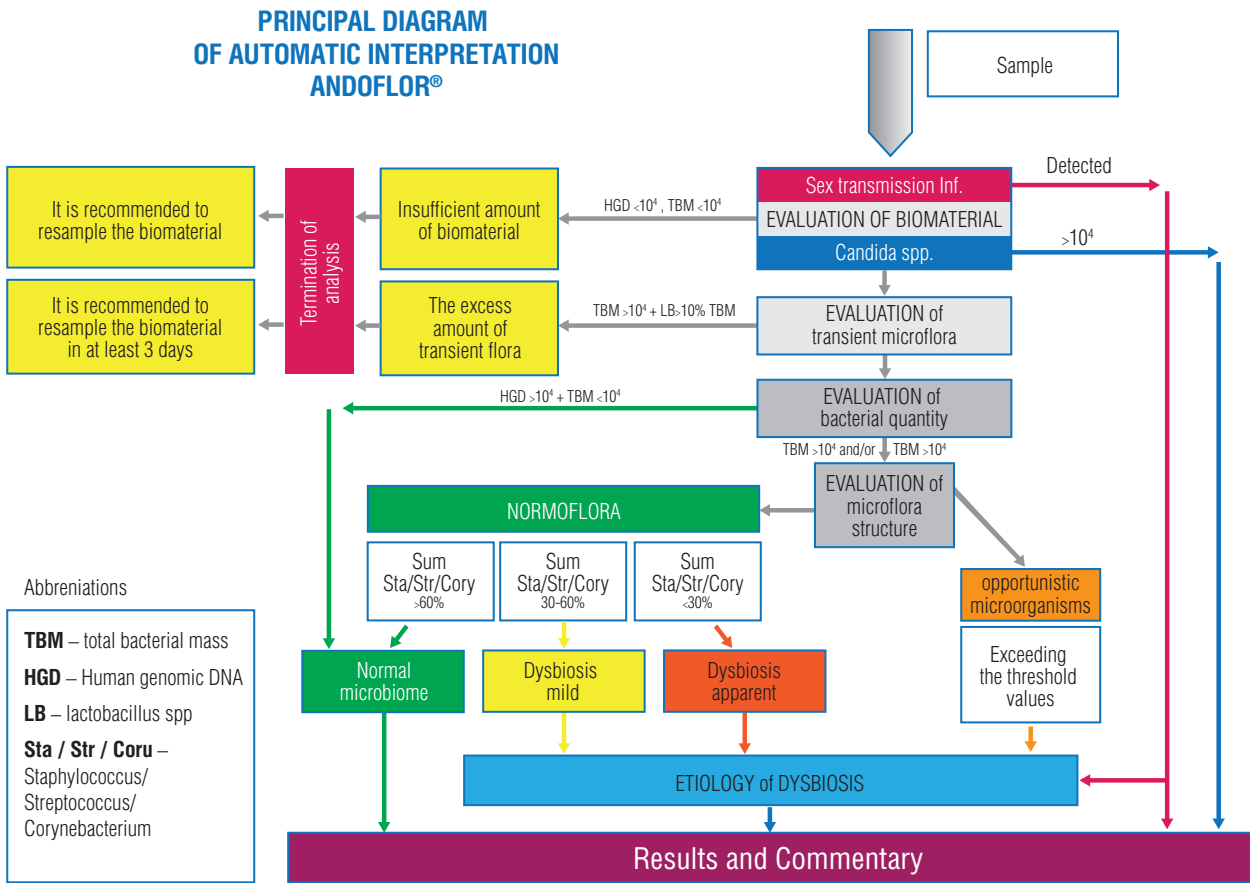 PRINCIPAL DIAGRAM
OF AUTOMATIC INTERPRETATION
ANDOFLOR®
Sample
Sex transmission Inf.
EVALUATION OF BIOMATERIAL
Candida spp.
Detected
>10⁴
HGD <10⁴ , TBM <10⁴
Insufficient amount
of biomaterial
Termination of
analysis
It is recommended to
resample the biomaterial
EVALUATION of
transient microflora
TBM >10⁴ + LB>10% TBM
The excess
amount of
transient flora
It is recommended to
resample the biomaterial
in at least 3 days
EVALUATION of
bacterial quantity
HGD >10⁴ + TBM <10⁴
TBM >10⁴ and/or
TBM >10⁴
EVALUATION of
microflora
structure
NORMOFLORA
Sum
Sta/Str/Cory
>60%
Sum
Sta/Str/Cory
30-60%
Sum
Sta/Str/Cory
<30%
opportunistic
microorganisms
Exceeding
the threshold
values
Normal
microbiome
Dysbiosis
mild
Dysbiosis
apparent
ETIOLOGY of DYSBIOSIS
Results and Commentary
Abbreniations
TBM – total bacterial mass
HGD – Human genomic DNA
LB – lactobacillus spp
Sta / Str / Coru –
Staphylococcus/
Streptococcus/
Corynebacterium